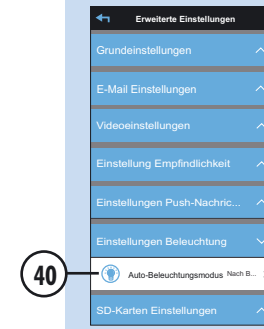 Erweiterte Einstellungen
Grundeinstellungen
E-Mail Einstellungen
Videoeinstellungen
Einstellung Empfindlichkeit
Einstellungen Push-Nachric...
Einstellungen Beleuchtung
40 Auto-Beleuchtungsmodus Nach B...
SD-Karten Einstellungen